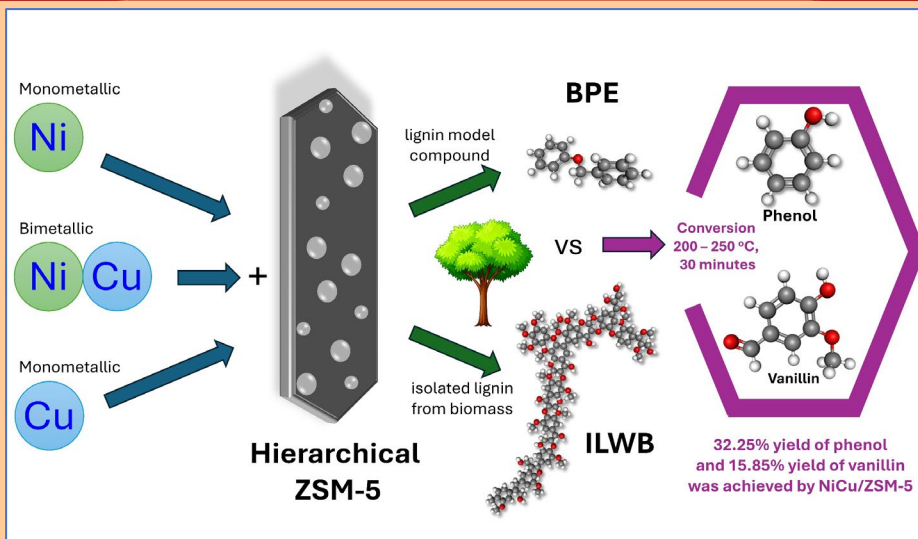 Monometallic
Ni
Bimetallic
Ni Cu
Monometallic
Cu
+
Hierarchical
ZSM-5
lignin model
compound
BPE
vs
isolated lignin
from biomass
ILWB
Conversion
200 – 250 °C,
30 minutes
Phenol
Vanillin
32.25% yield of phenol
and 15.85% yield of vanillin
was achieved by NiCu/ZSM-5